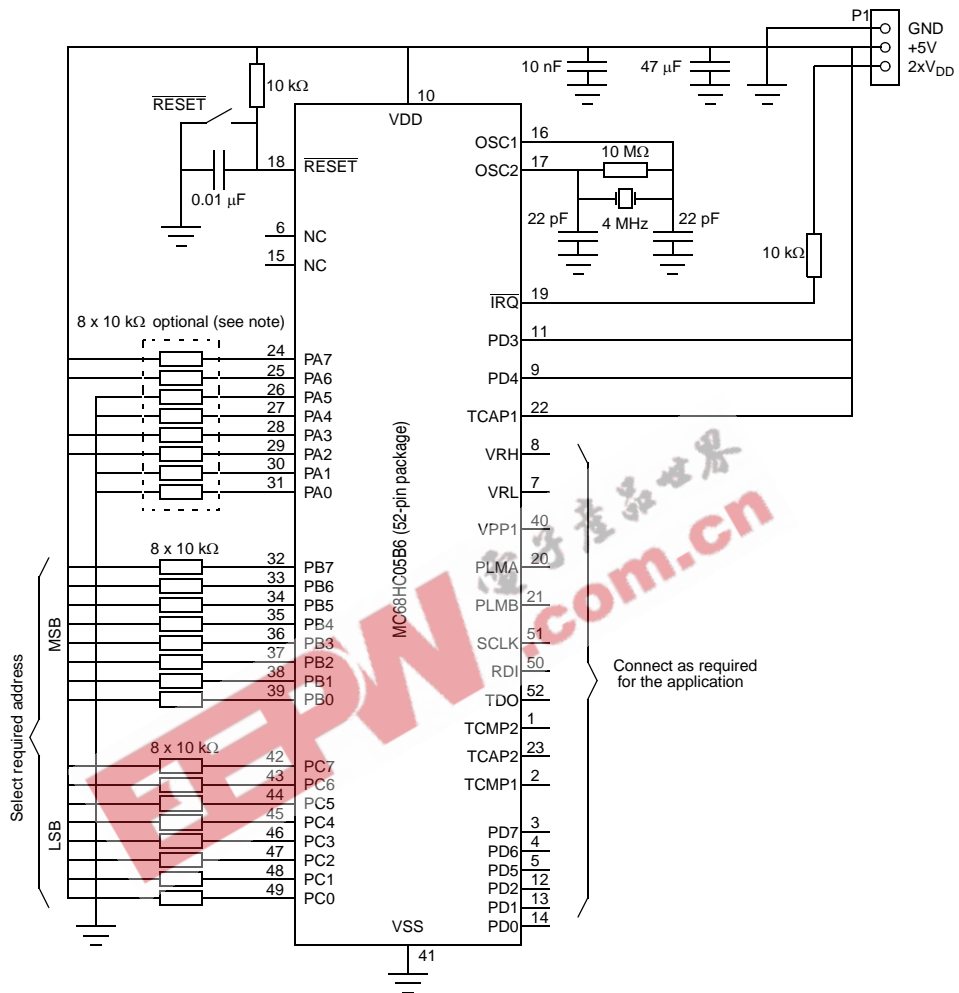 P1
GND
+5V
2xVDD
10 nF
47 µF
10 kΩ
RESET
10
VDD
16
OSC1
10 MΩ
17
OSC2
18
RESET
0.01 µF
22 pF
4 MHz
22 pF
6
NC
15
NC
10 kΩ
19
IRQ
8 x 10 kΩ optional (see note)
11
PD3
24
PA7
25
PA6
9
PD4
26
PA5
27
PA4
22
TCAP1
28
PA3
29
PA2
30
PA1
31
PA0
MC68HC05B6 (52-pin package)
8
VRH
7
VRL
40
VPP1
20
PLMA
21
PLMB
51
SCLK
50
RDI
52
TDO
1
TCMP2
23
TCAP2
2
TCMP1
3
PD7
4
PD6
5
PD5
12
PD2
13
PD1
14
PD0
Connect as required
for the application
8 x 10 kΩ
32
PB7
33
PB6
34
PB5
35
PB4
36
PB3
37
PB2
38
PB1
39
PB0
8 x 10 kΩ
42
PC7
43
PC6
44
PC5
45
PC4
46
PC3
47
PC2
48
PC1
49
PC0
MSB
LSB
Select required address
VSS
41
EEPW
.com.cn
電子產品世界